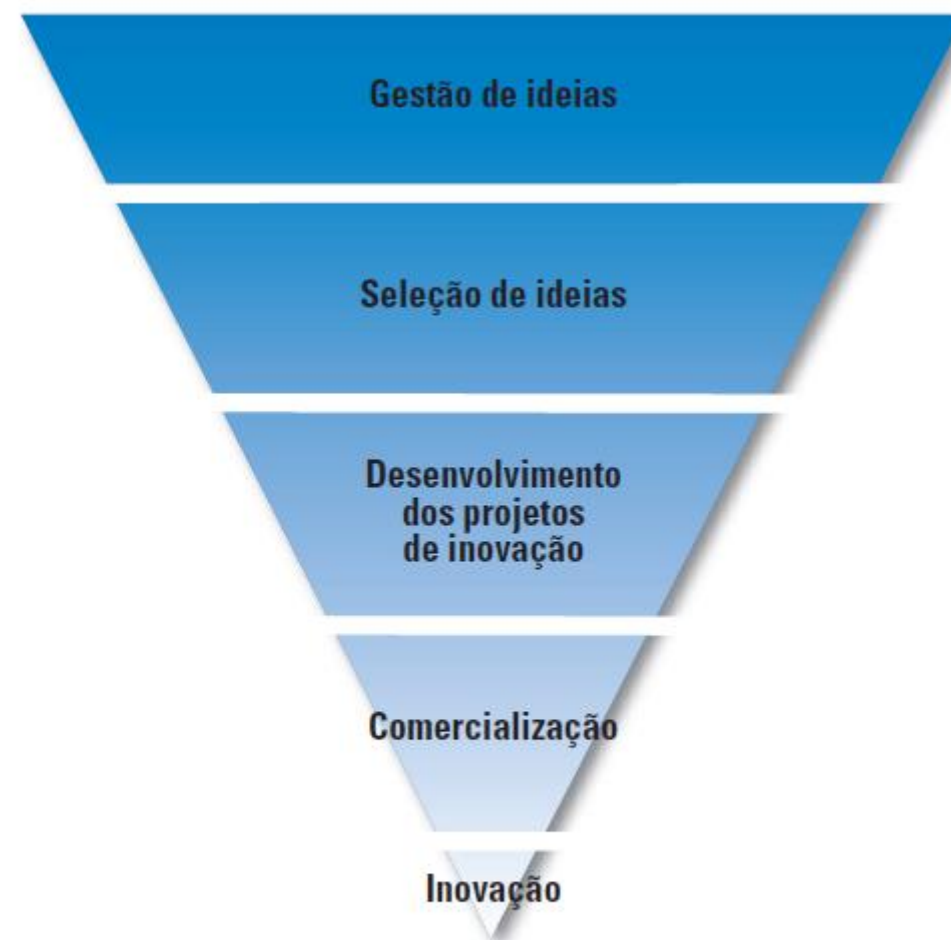 Gestão de ideias
Seleção de ideias
Desenvolvimento
dos projetos
de inovação
Comercialização
Inovação